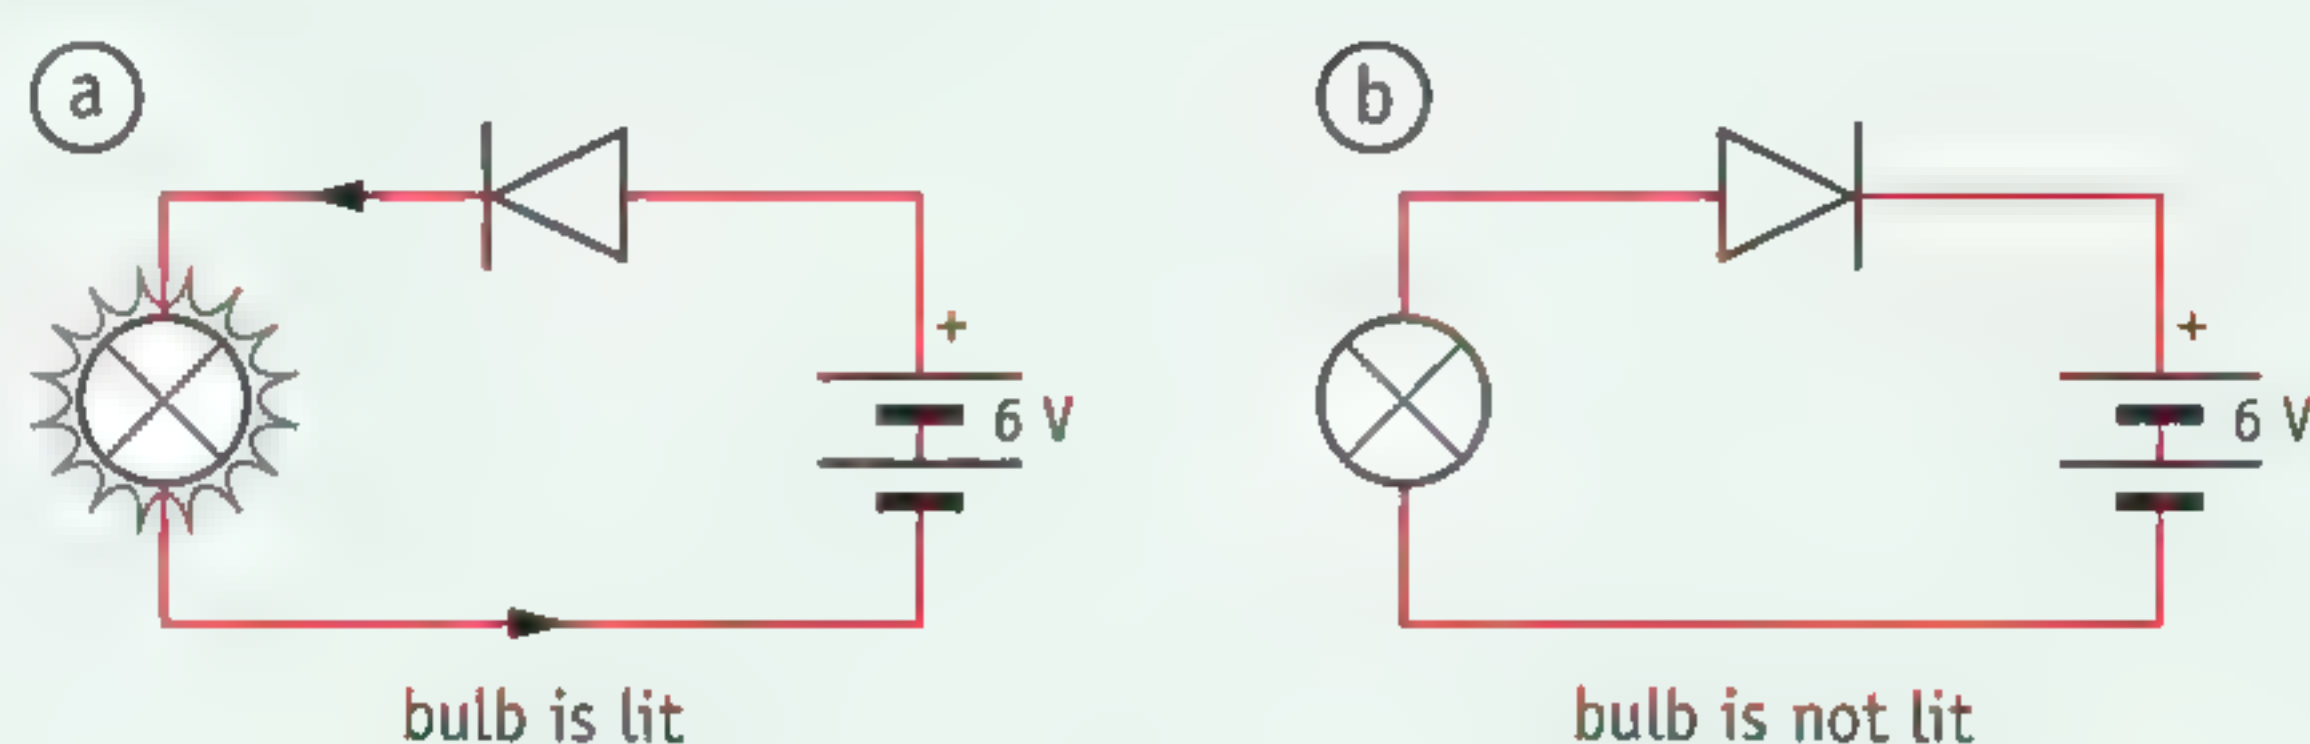 a
b
+
6 V
+
6 V
bulb is lit
bulb is not lit